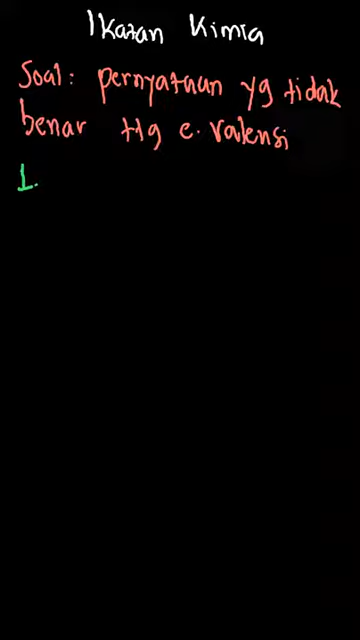 Ikatan Kimia
Soal: pernyataan yg tidak
benar ttg e. valensi
1.